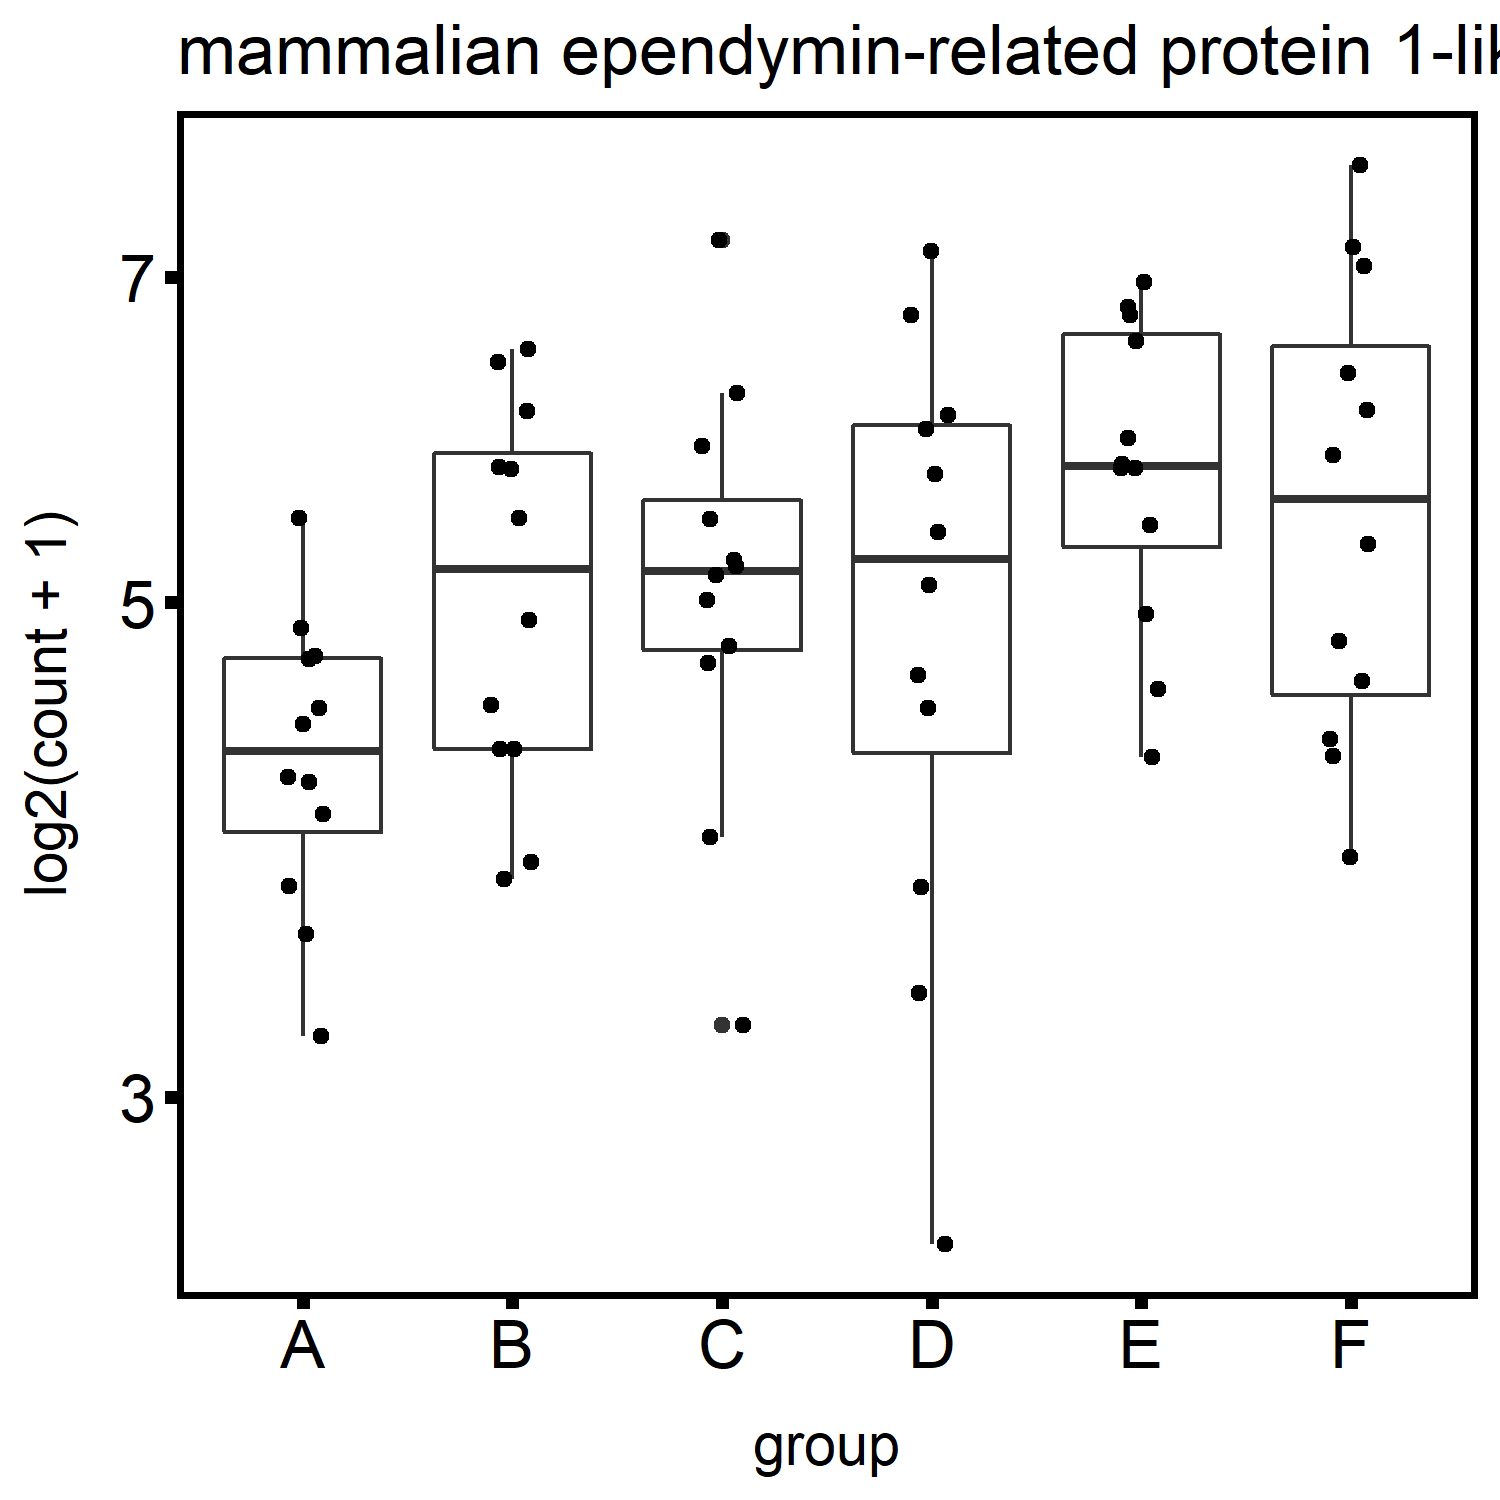 mammalian ependymin-related protein 1-lik
7
5
3
log2(count + 1)
A B C D E F
group